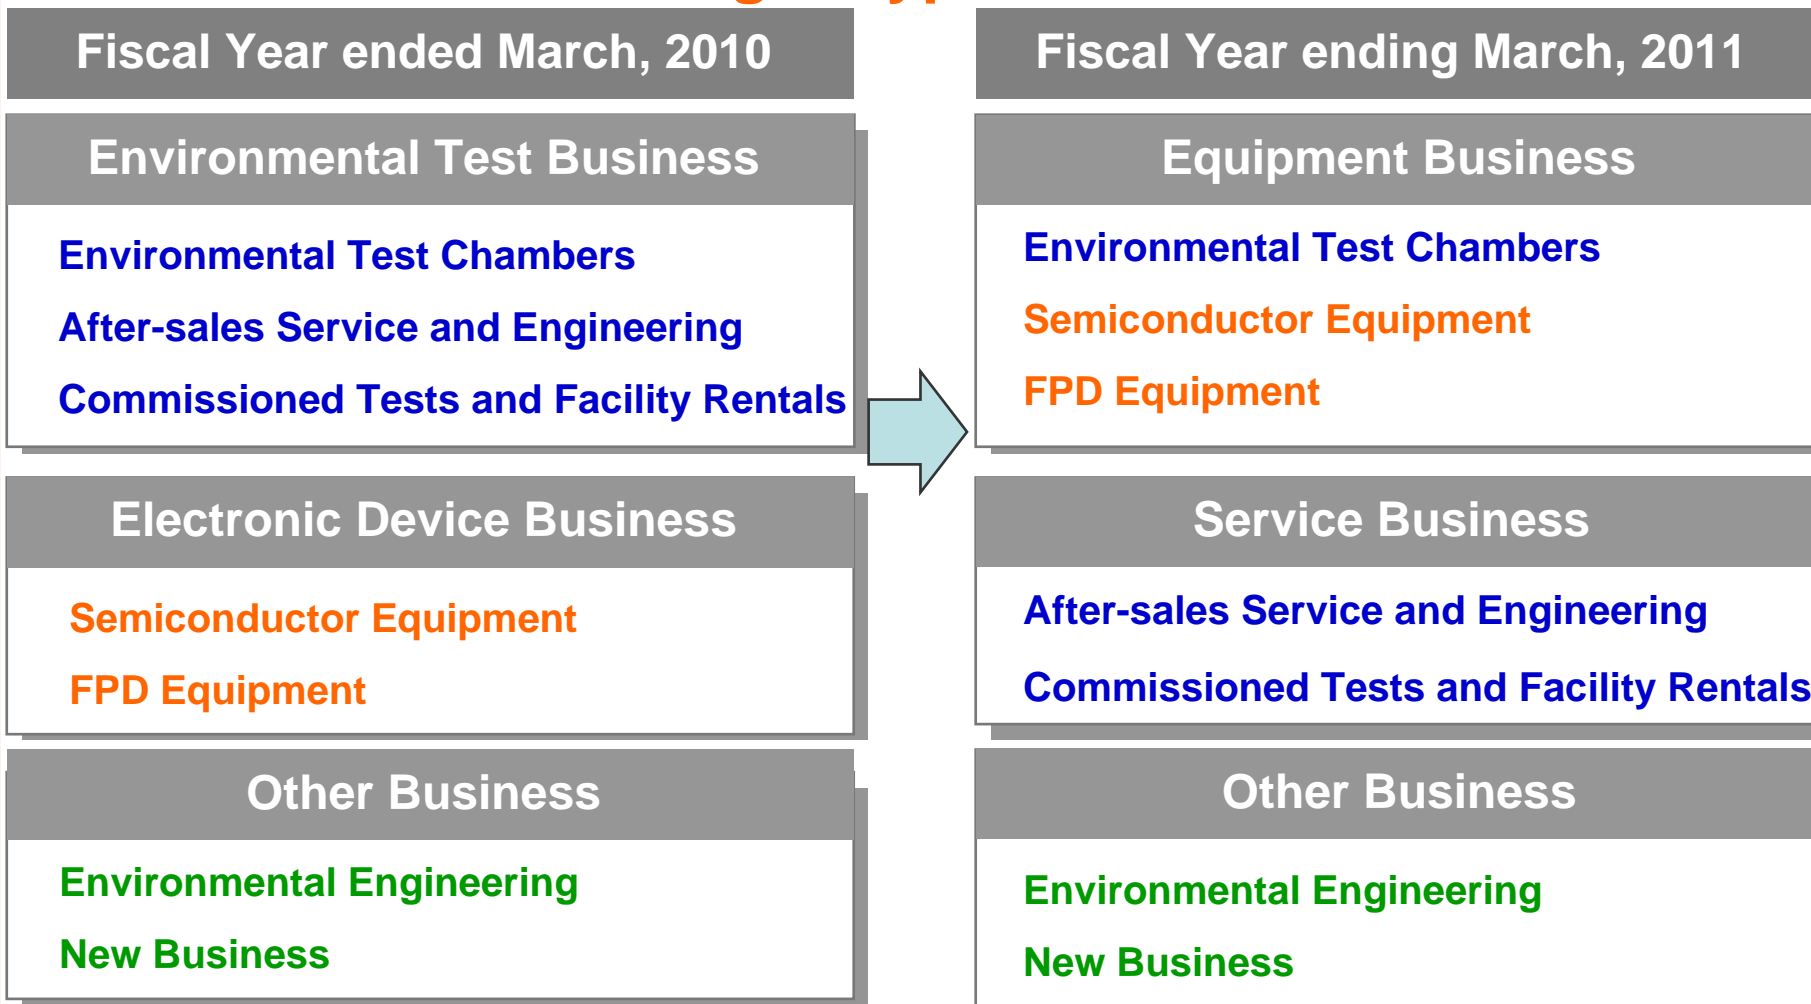 Fiscal Year ended March, 2010
Environmental Test Business
Environmental Test Chambers
After-sales Service and Engineering
Commissioned Tests and Facility Rentals
Electronic Device Business
Semiconductor Equipment
FPD Equipment
Other Business
Environmental Engineering
New Business
Fiscal Year ending March, 2011
Equipment Business
Environmental Test Chambers
Semiconductor Equipment
FPD Equipment
Service Business
After-sales Service and Engineering
Commissioned Tests and Facility Rentals
Other Business
Environmental Engineering
New Business